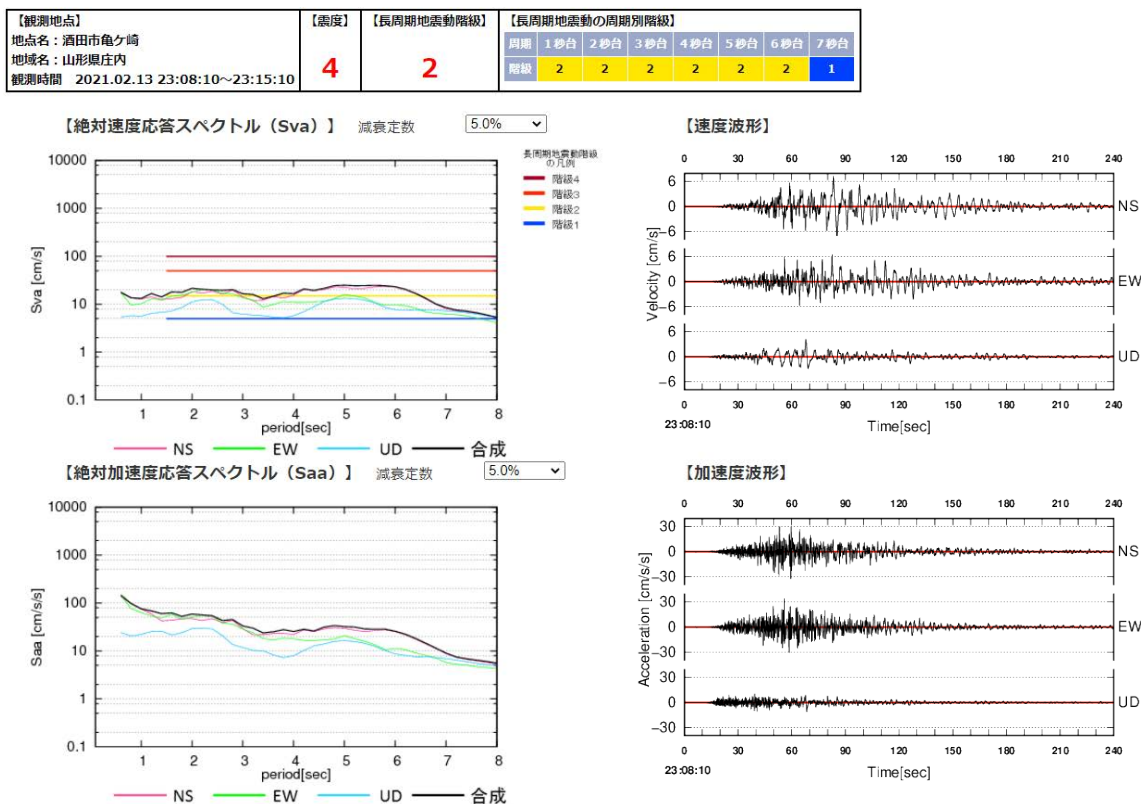 【観測地点】
地点名：酒田市亀ケ崎
地域名：山形県庄内
観測時間 2021.02.13 23:08:10～23:15:10
【震度】
4
【長周期地震動階級】
2
【長周期地震動の周期別階級】
周期 1秒台 2秒台 3秒台 4秒台 5秒台 6秒台 7秒台
階級 2 2 2 2 2 2 1
【絶対速度応答スペクトル（Sva）】 減衰定数 5.0%
10000
1000
100
10
1
0.1
Sva [cm/s]
1 2 3 4 5 6 7 8
period[sec]
NS EW UD 合成
長周期地震動階級
の凡例
階級4
階級3
階級2
階級1
【速度波形】
0 30 60 90 120 150 180 210 240
Velocity [cm/s]
6
0
−6
NS
6
0
−6
EW
6
0
−6
UD
0 30 60 90 120 150 180 210 240
23:08:10
Time[sec]
【絶対加速度応答スペクトル（Saa）】 減衰定数 5.0%
10000
1000
100
10
1
0.1
Saa [cm/s/s]
1 2 3 4 5 6 7 8
period[sec]
NS EW UD 合成
【加速度波形】
0 30 60 90 120 150 180 210 240
Acceleration [cm/s/s]
30
0
−30
NS
30
0
−30
EW
30
0
−30
UD
0 30 60 90 120 150 180 210 240
23:08:10
Time[sec]